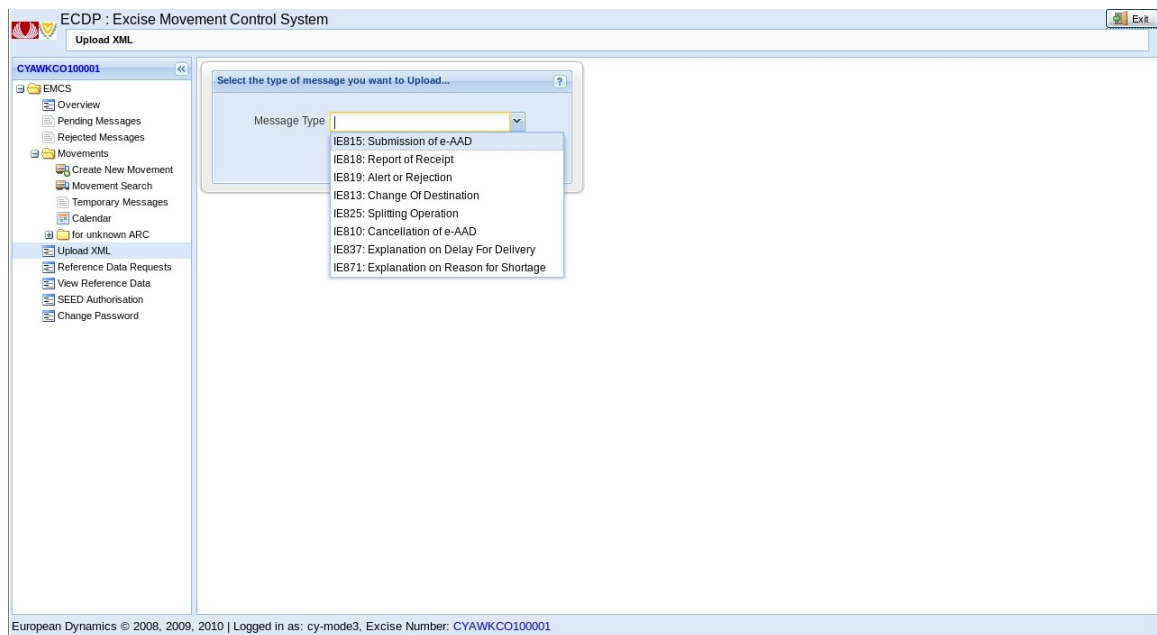 ECDP : Excise Movement Control System
Exit
Upload XML
CYAWKCO100001
EMCS
Overview
Pending Messages
Rejected Messages
Movements
Create New Movement
Movement Search
Temporary Messages
Calendar
for unknown ARC
Upload XML
Reference Data Requests
View Reference Data
SEED Authorisation
Change Password
Select the type of message you want to Upload...
Message Type
IE815: Submission of e-AAD
IE818: Report of Receipt
IE819: Alert or Rejection
IE813: Change Of Destination
IE825: Splitting Operation
IE810: Cancellation of e-AAD
IE837: Explanation on Delay For Delivery
IE871: Explanation on Reason for Shortage
European Dynamics © 2008, 2009, 2010 | Logged in as: cy-mode3, Excise Number: CYAWKCO100001